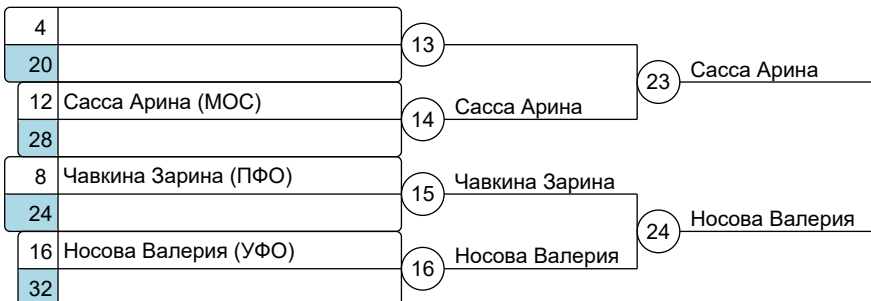 4
13
20
23 Сасса Арина
12 Сасса Арина (МОС)
14 Сасса Арина
28
8 Чавкина Зарина (ПФО)
15 Чавкина Зарина
24
24 Носова Валерия
16 Носова Валерия (УФО)
16 Носова Валерия
32